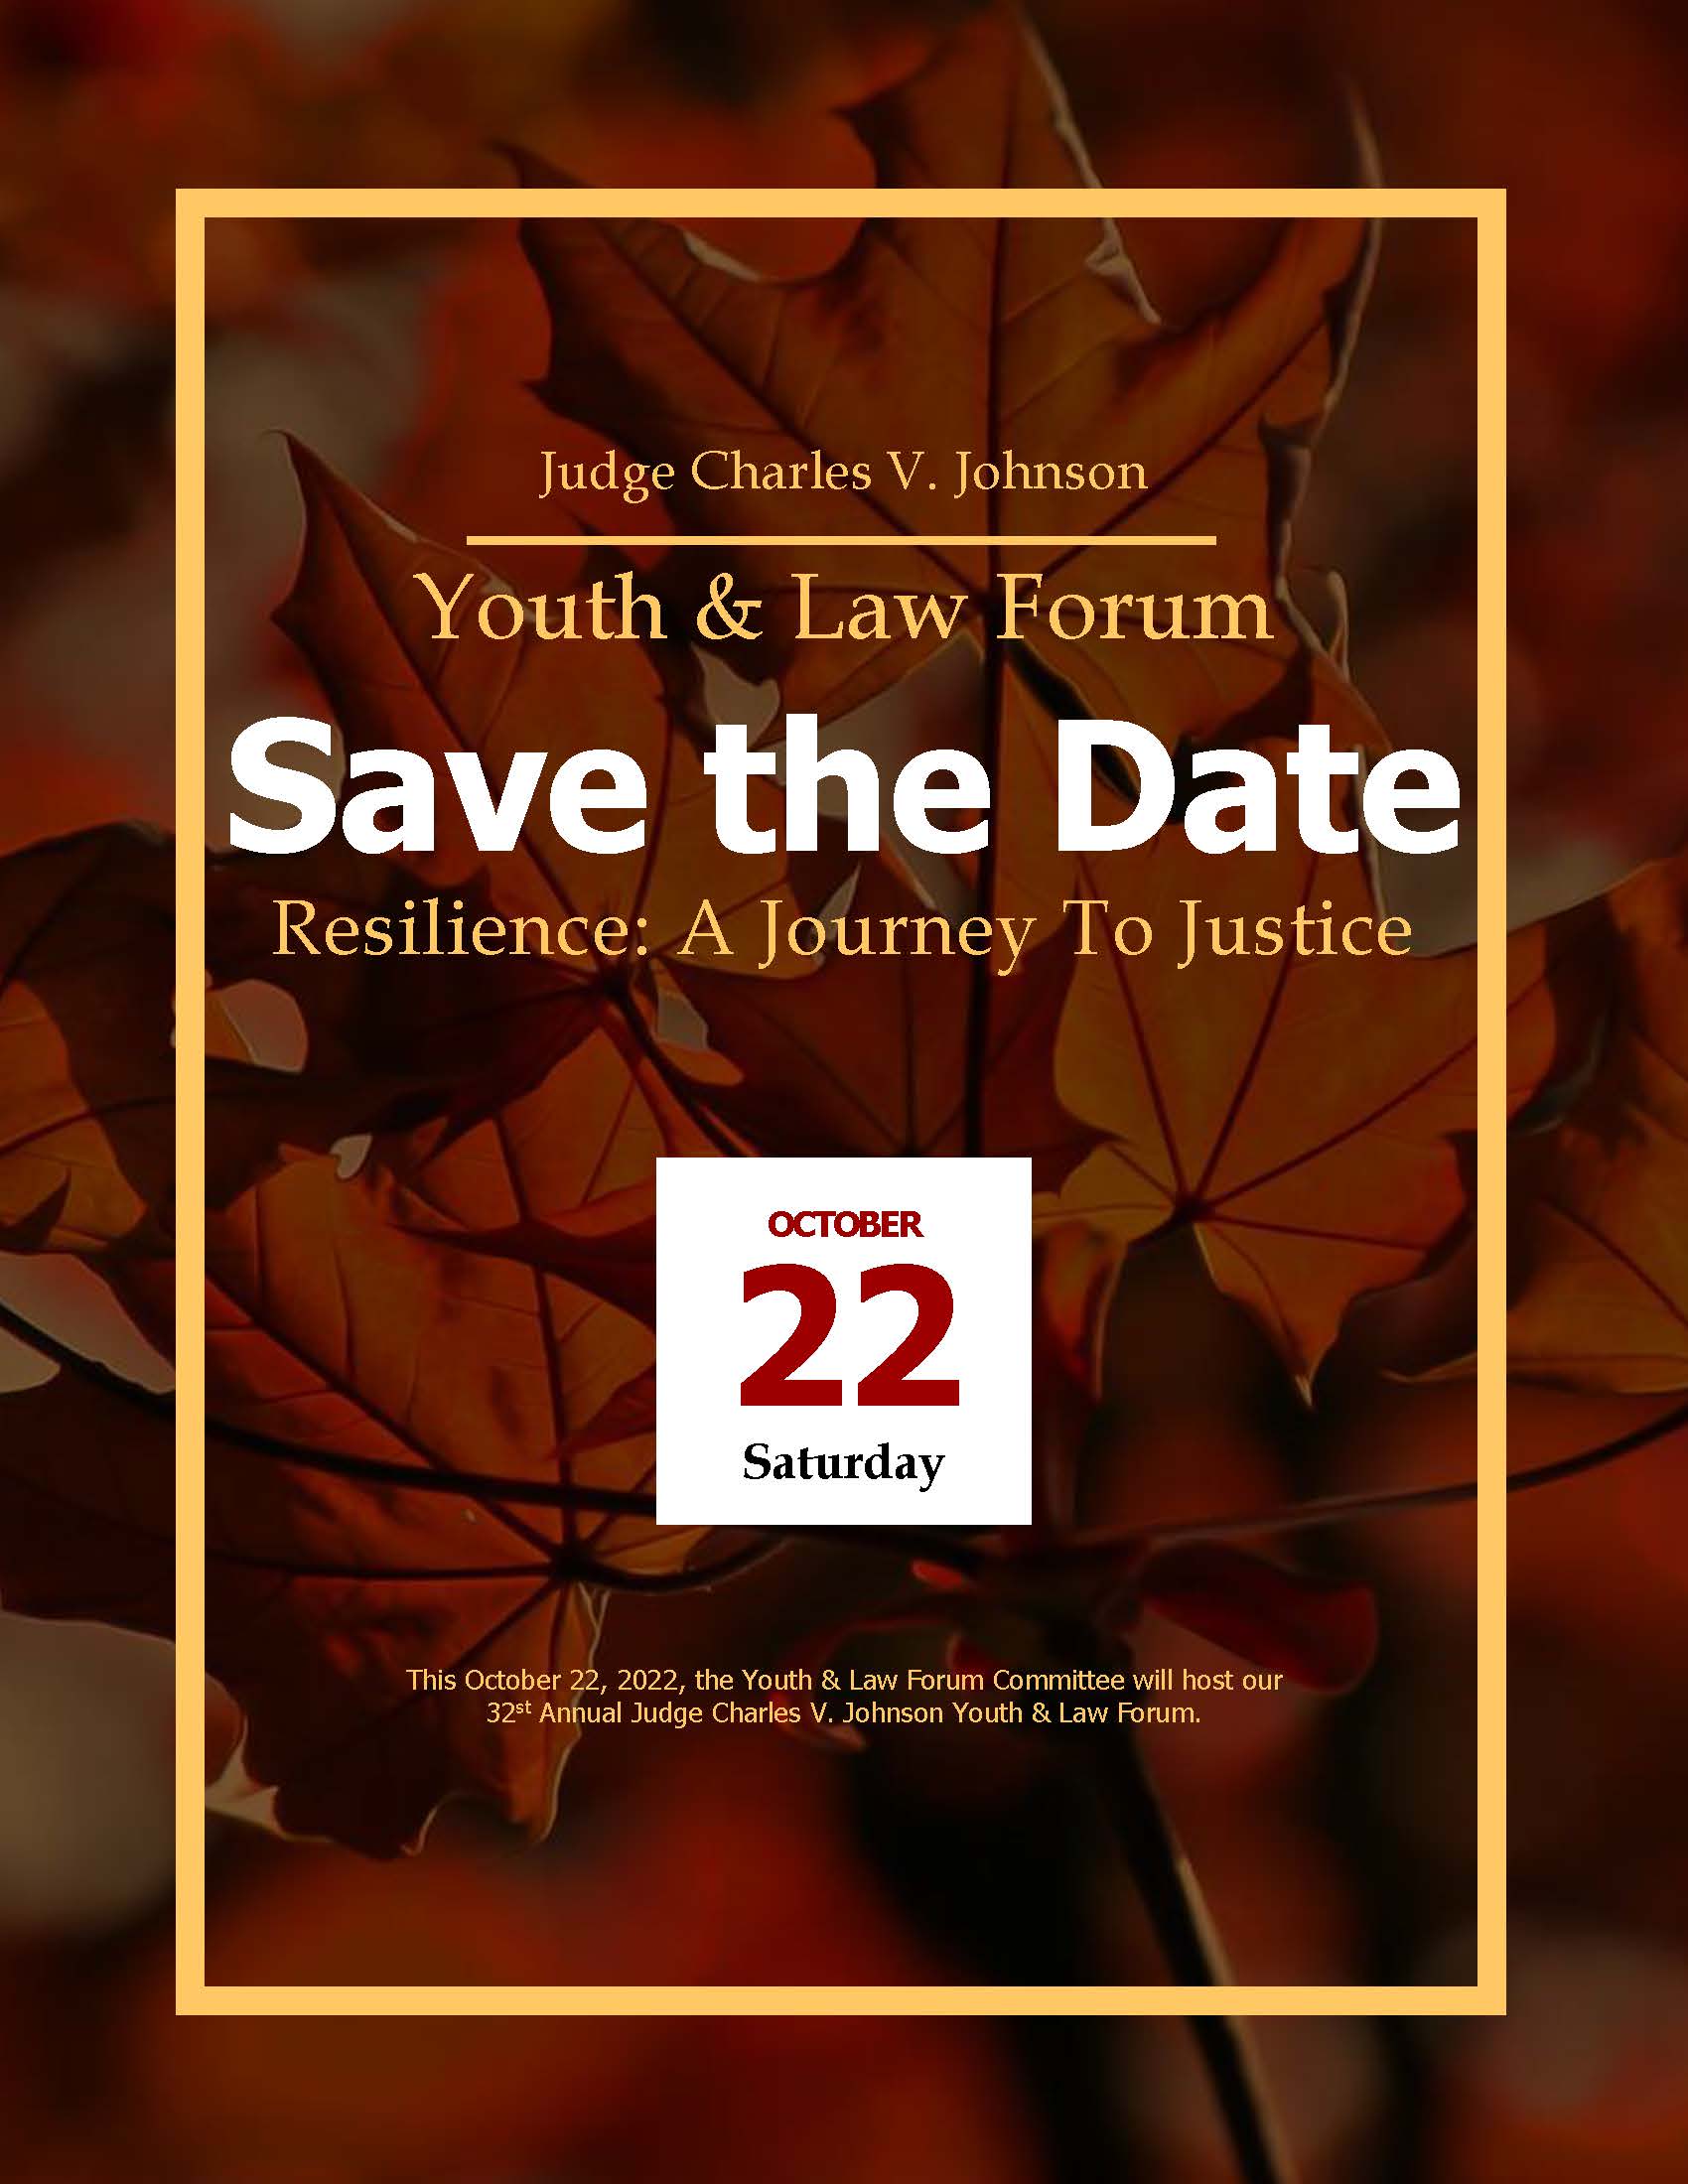 Judge Charles V. Johnson
Youth & Law Forum
Save the Date
Resilience: A Journey To Justice
OCTOBER
22
Saturday
This October 22, 2022, the Youth & Law Forum Committee will host our
32st Annual Judge Charles V. Johnson Youth & Law Forum.